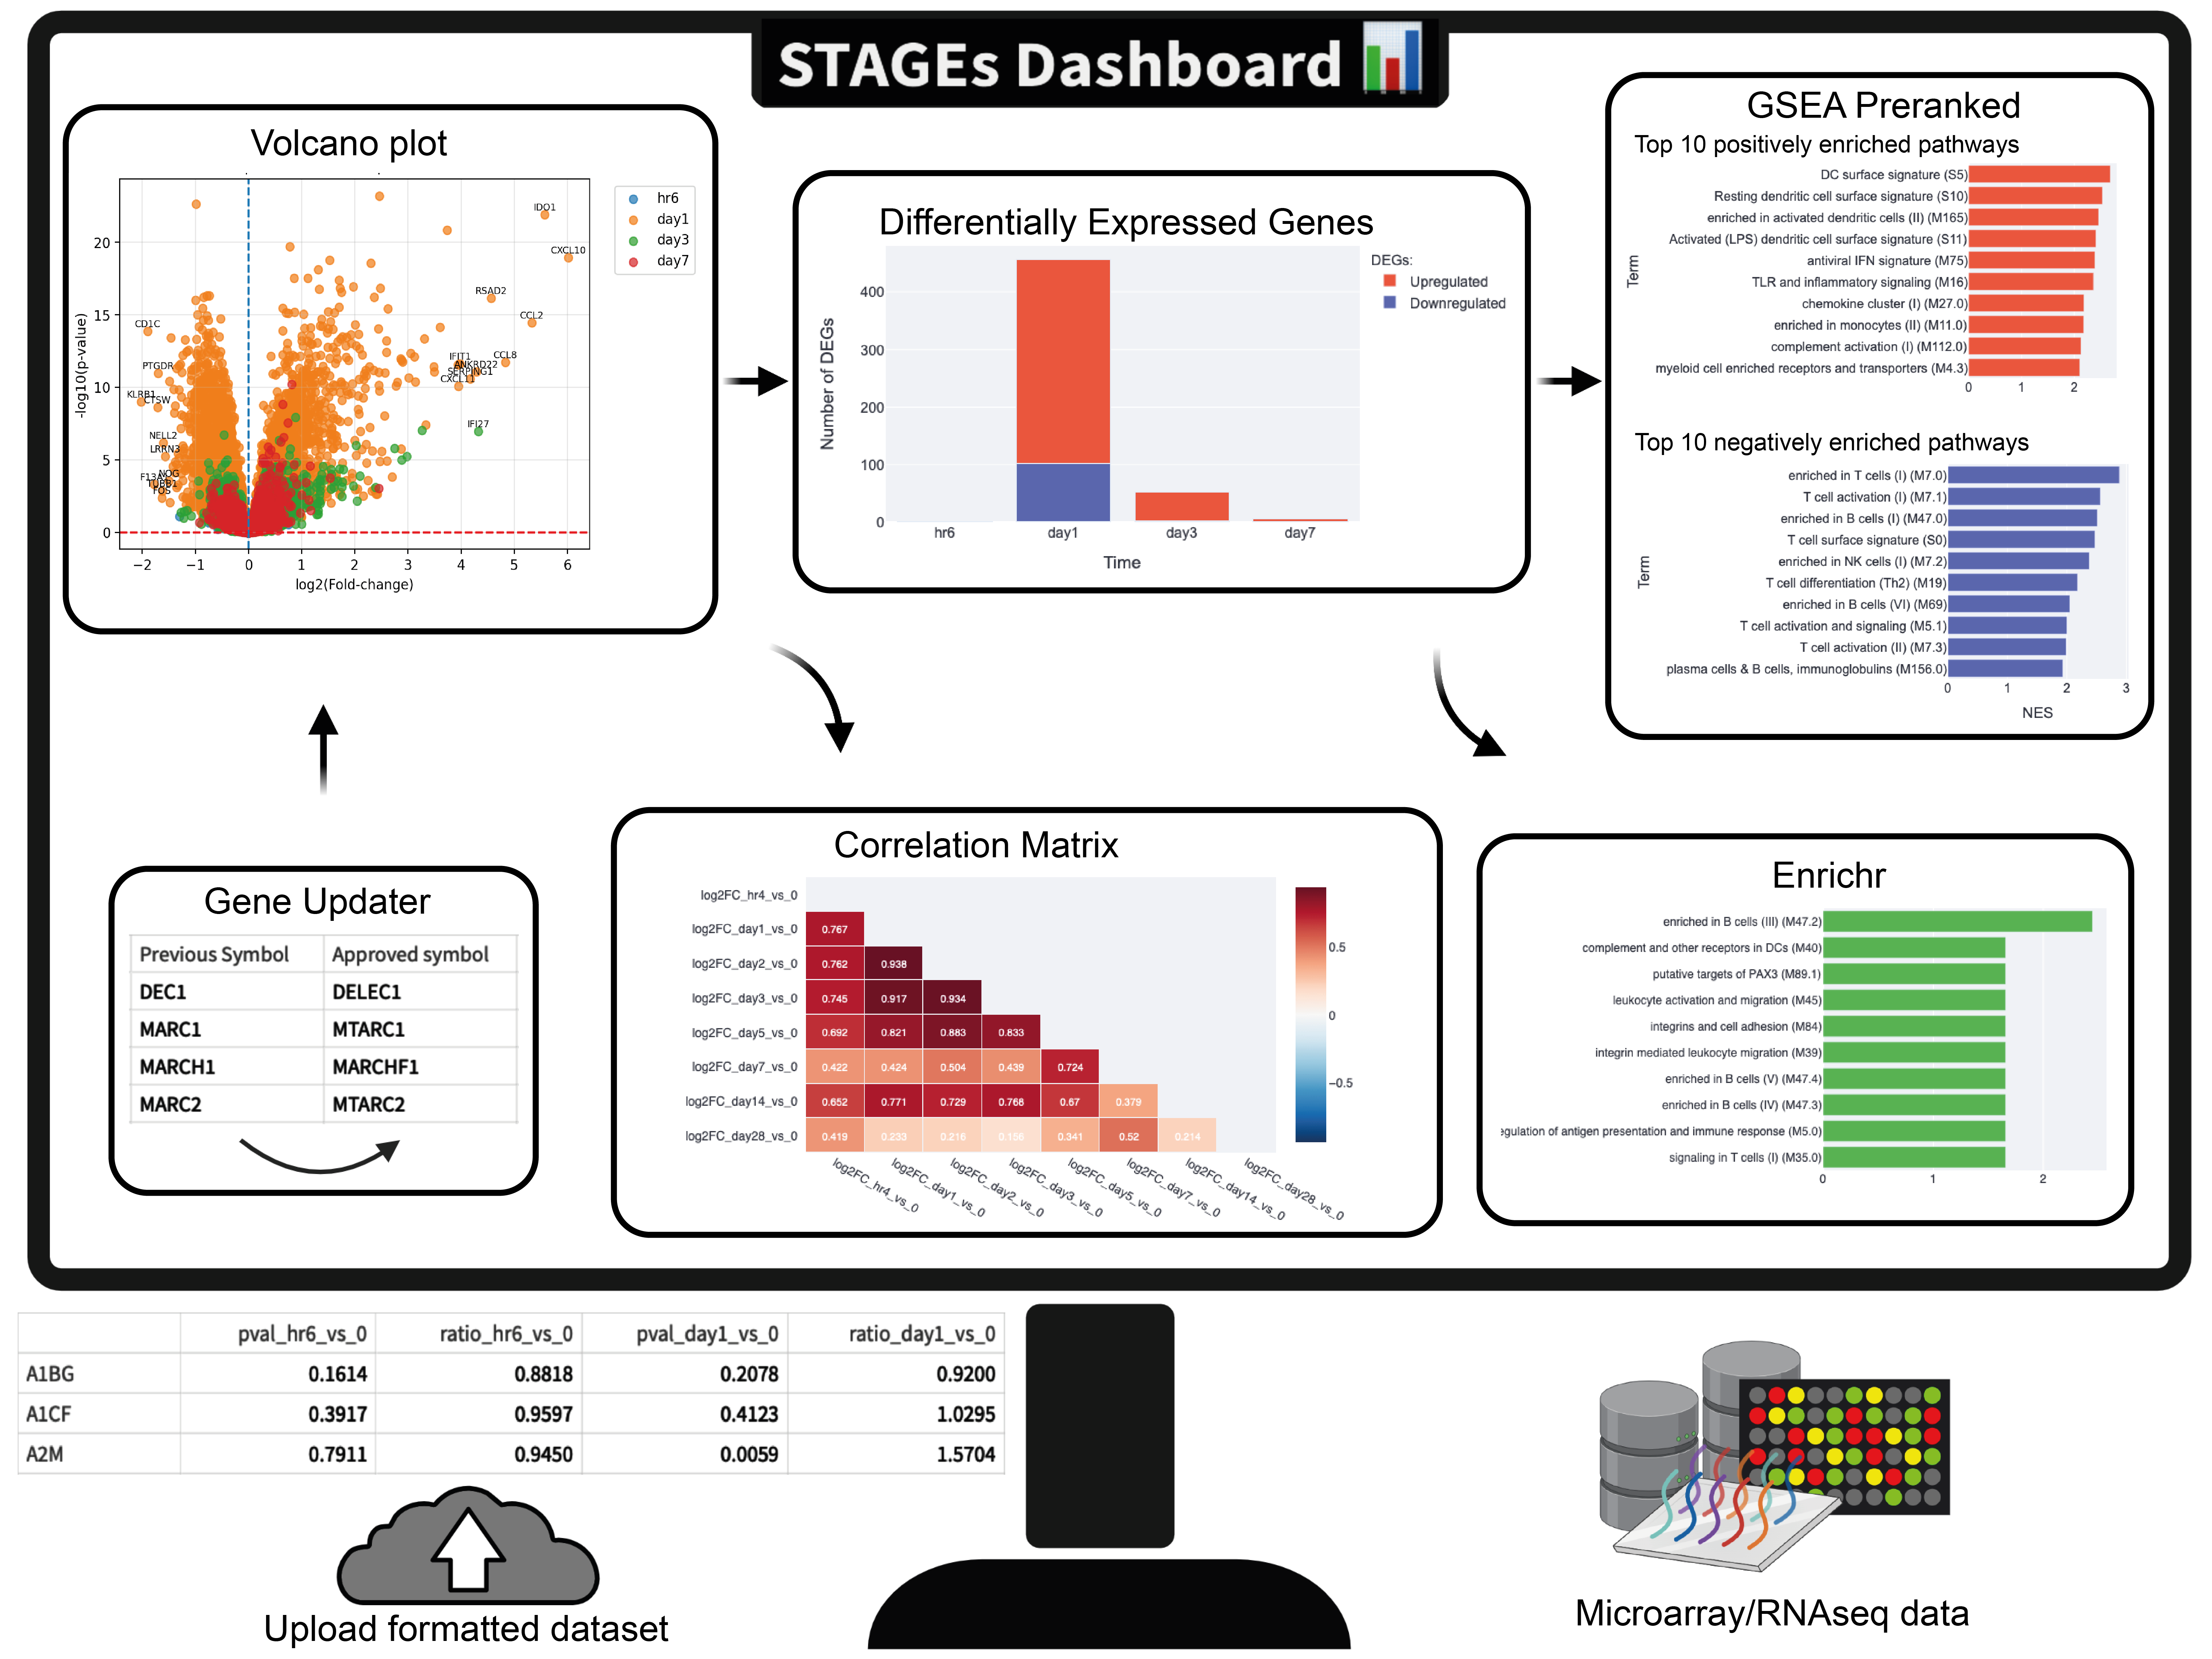 STAGEs Dashboard
Volcano plot
-log10(p-value)
20
15
10
5
0
−2
−1
0
1
2
3
4
5
6
log2(Fold-change)
hr6
day1
day3
day7
IDO1
CXCL10
RSAD2
CCL2
CD1C
IFIT1
CCL8
ANKRD22
SERPING1
CXCL11
PTGDR
KLRB1
CTSW
IFI27
NELL2
LRRN3
NOG
TUBB1
FOS
Differentially Expressed Genes
Number of DEGs
400
300
200
100
0
hr6
day1
day3
day7
Time
DEGs:
Upregulated
Downregulated
GSEA Preranked
Top 10 positively enriched pathways
Term
DC surface signature (S5)
Resting dendritic cell surface signature (S10)
enriched in activated dendritic cells (II) (M165)
Activated (LPS) dendritic cell surface signature (S11)
antiviral IFN signature (M75)
TLR and inflammatory signaling (M16)
chemokine cluster (I) (M27.0)
enriched in monocytes (II) (M11.0)
complement activation (I) (M112.0)
myeloid cell enriched receptors and transporters (M4.3)
0
1
2
Top 10 negatively enriched pathways
Term
enriched in T cells (I) (M7.0)
T cell activation (I) (M7.1)
enriched in B cells (I) (M47.0)
T cell surface signature (S0)
enriched in NK cells (I) (M7.2)
T cell differentiation (Th2) (M19)
enriched in B cells (VI) (M69)
T cell activation and signaling (M5.1)
T cell activation (II) (M7.3)
plasma cells & B cells, immunoglobulins (M156.0)
0
1
2
3
NES
Gene Updater
Previous Symbol Approved symbol
DEC1 DELEC1
MARC1 MTARC1
MARCH1 MARCHF1
MARC2 MTARC2
Correlation Matrix
log2FC_hr4_vs_0
log2FC_day1_vs_0 0.767
log2FC_day2_vs_0 0.762 0.938
log2FC_day3_vs_0 0.745 0.917 0.934
log2FC_day5_vs_0 0.692 0.821 0.883 0.833
log2FC_day7_vs_0 0.422 0.424 0.504 0.439 0.724
log2FC_day14_vs_0 0.652 0.771 0.729 0.768 0.67 0.379
log2FC_day28_vs_0 0.419 0.233 0.216 0.156 0.341 0.52 0.214
log2FC_hr4_vs_0
log2FC_day1_vs_0
log2FC_day2_vs_0
log2FC_day3_vs_0
log2FC_day5_vs_0
log2FC_day7_vs_0
log2FC_day14_vs_0
log2FC_day28_vs_0
0.5
0
−0.5
Enrichr
enriched in B cells (III) (M47.2)
complement and other receptors in DCs (M40)
putative targets of PAX3 (M89.1)
leukocyte activation and migration (M45)
integrins and cell adhesion (M84)
integrin mediated leukocyte migration (M39)
enriched in B cells (V) (M47.4)
enriched in B cells (IV) (M47.3)
egulation of antigen presentation and immune response (M5.0)
signaling in T cells (I) (M35.0)
0
1
2
pval_hr6_vs_0 ratio_hr6_vs_0 pval_day1_vs_0 ratio_day1_vs_0
A1BG 0.1614 0.8818 0.2078 0.9200
A1CF 0.3917 0.9597 0.4123 1.0295
A2M 0.7911 0.9450 0.0059 1.5704
Upload formatted dataset
Microarray/RNAseq data